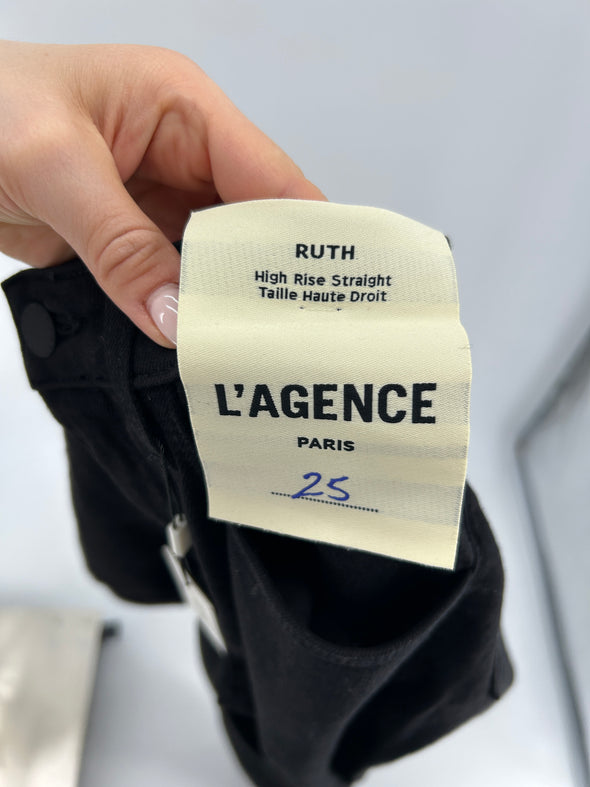 RUTH
High Rise Straight
Taille Haute Droit
L'AGENCE
PARIS
25